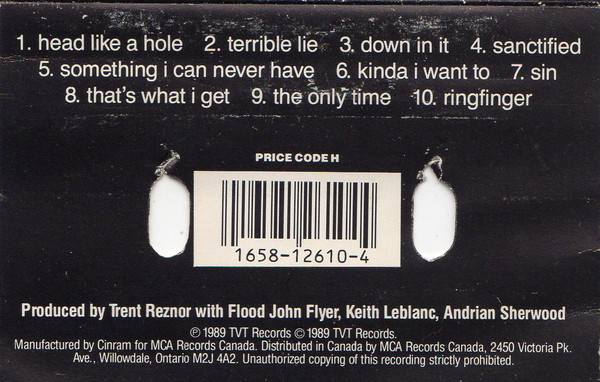 1. head like a hole 2. terrible lie 3. down in it 4. sanctified
5. something i can never have 6. kinda i want to 7. sin
8. that's what i get 9. the only time 10. ringfinger
PRICE CODE H
1658-12610-4
Produced by Trent Reznor with Flood John Flyer, Keith Leblanc, Andrian Sherwood
℗ 1989 TVT Records © 1989 TVT Records.
Manufactured by Cinram for MCA Records Canada. Distributed in Canada by MCA Records Canada, 2450 Victoria Pk.
Ave., Willowdale, Ontario M2J 4A2. Unauthorized copying of this recording strictly prohibited.